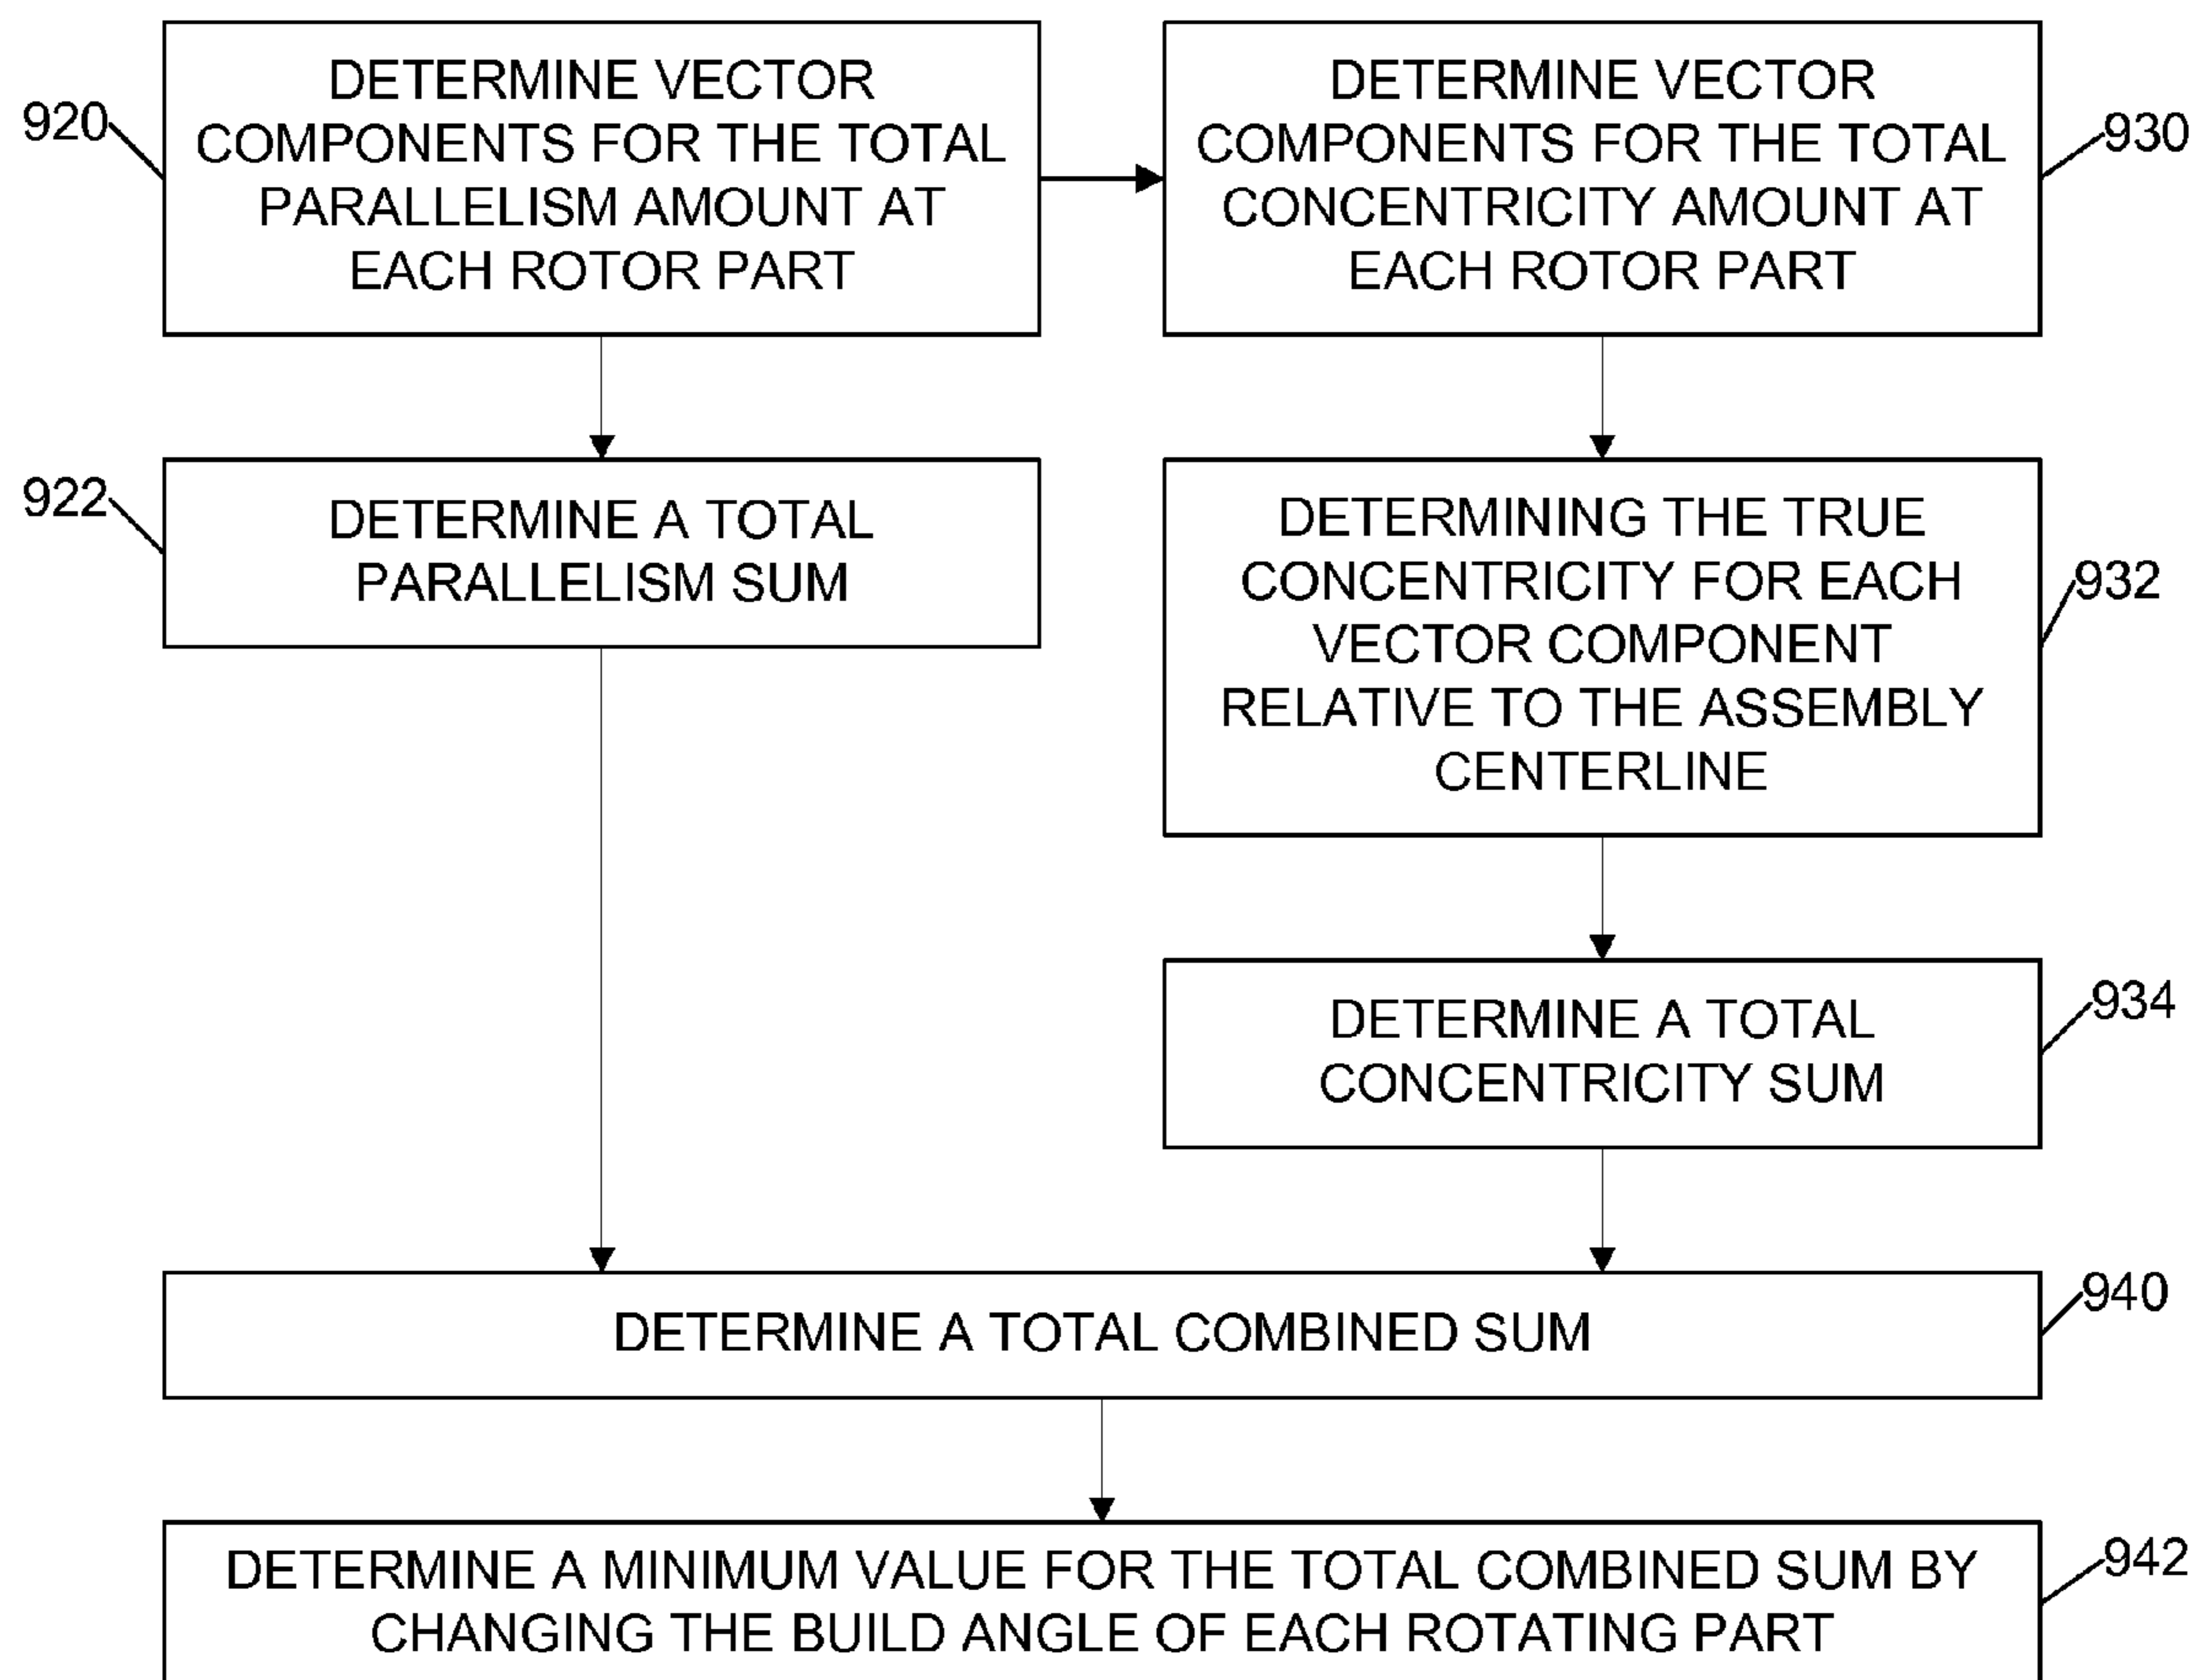 920
DETERMINE VECTOR
COMPONENTS FOR THE TOTAL
PARALLELISM AMOUNT AT
EACH ROTOR PART
DETERMINE VECTOR
COMPONENTS FOR THE TOTAL
CONCENTRICITY AMOUNT AT
EACH ROTOR PART
930
922
DETERMINE A TOTAL
PARALLELISM SUM
DETERMINING THE TRUE
CONCENTRICITY FOR EACH
VECTOR COMPONENT
RELATIVE TO THE ASSEMBLY
CENTERLINE
932
DETERMINE A TOTAL
CONCENTRICITY SUM
934
DETERMINE A TOTAL COMBINED SUM
940
DETERMINE A MINIMUM VALUE FOR THE TOTAL COMBINED SUM BY
CHANGING THE BUILD ANGLE OF EACH ROTATING PART
942